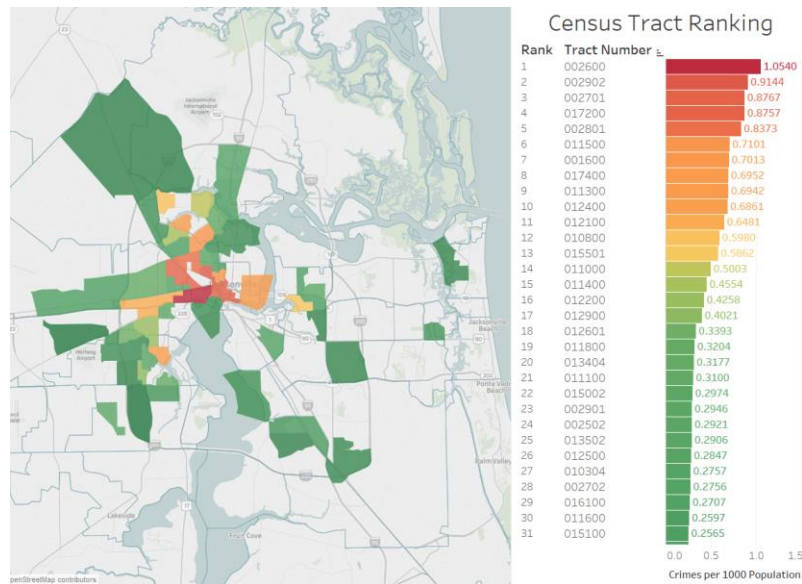 Census Tract Ranking
Rank Tract Number
1 002600 1.0540
2 002902 0.9144
3 002701 0.8767
4 017200 0.8757
5 002801 0.8373
6 011500 0.7101
7 001600 0.7013
8 017400 0.6952
9 011300 0.6942
10 012400 0.6861
11 012100 0.6481
12 010800 0.5980
13 015501 0.5862
14 011000 0.5003
15 011400 0.4554
16 012200 0.4258
17 012900 0.4021
18 012601 0.3393
19 011800 0.3204
20 013404 0.3177
21 011100 0.3100
22 015002 0.2974
23 002901 0.2946
24 002502 0.2921
25 013502 0.2906
26 012500 0.2847
27 010304 0.2757
28 002702 0.2756
29 016100 0.2707
30 011600 0.2597
31 015100 0.2565
0.0 0.5 1.0 1.5
Crimes per 1000 Population
23
Jacksonville
International
Airport
102
Herlong
Airport
228
1
90
Jacksonville
Beach
90
202
Ponte Vedra
Beach
Palm Valley
Lakeside
17
Fruit Cove
penStreetMap contributors